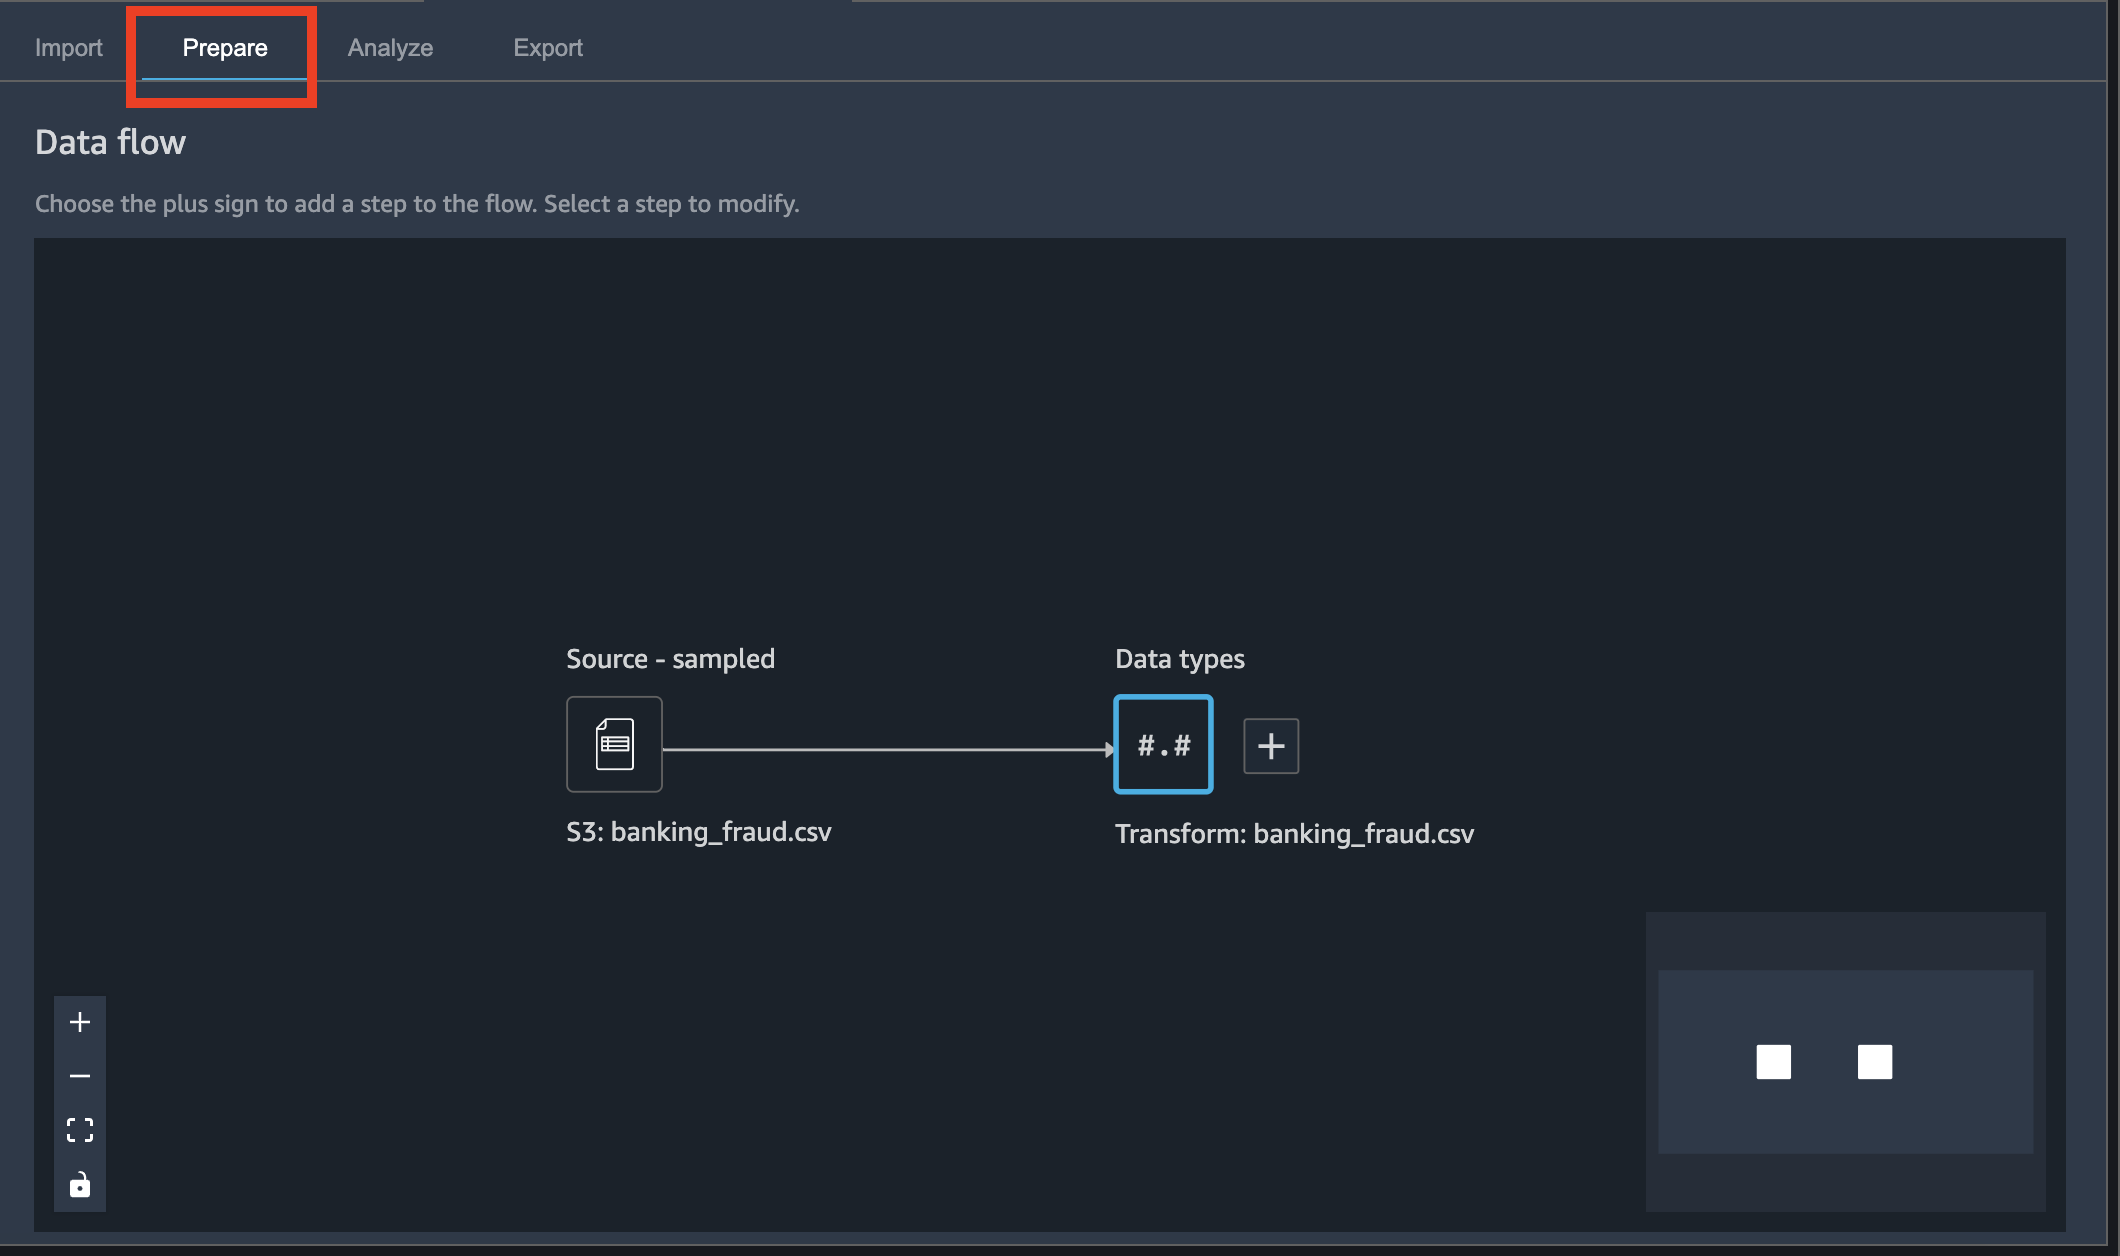 Import Prepare Analyze Export
Data flow
Choose the plus sign to add a step to the flow. Select a step to modify.
Source - sampled
Data types
#.#
S3: banking_fraud.csv
Transform: banking_fraud.csv